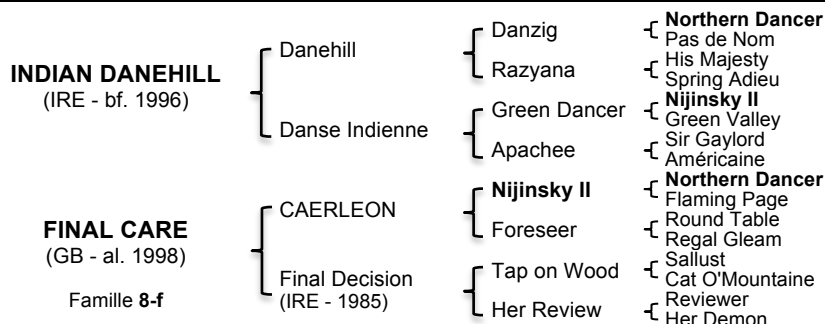 INDIAN DANEHILL
(IRE - bf. 1996)
Danehill
Danse Indienne
Danzig
Razyana
Green Dancer
Apachee
Northern Dancer
Pas de Nom
His Majesty
Spring Adieu
Nijinsky II
Green Valley
Sir Gaylord
Américaine
FINAL CARE
(GB - al. 1998)
Famille 8-f
CAERLEON
Final Decision
(IRE - 1985)
Nijinsky II
Foreseer
Tap on Wood
Her Review
Northern Dancer
Flaming Page
Round Table
Regal Gleam
Sallust
Cat O'Mountaine
Reviewer
Her Demon